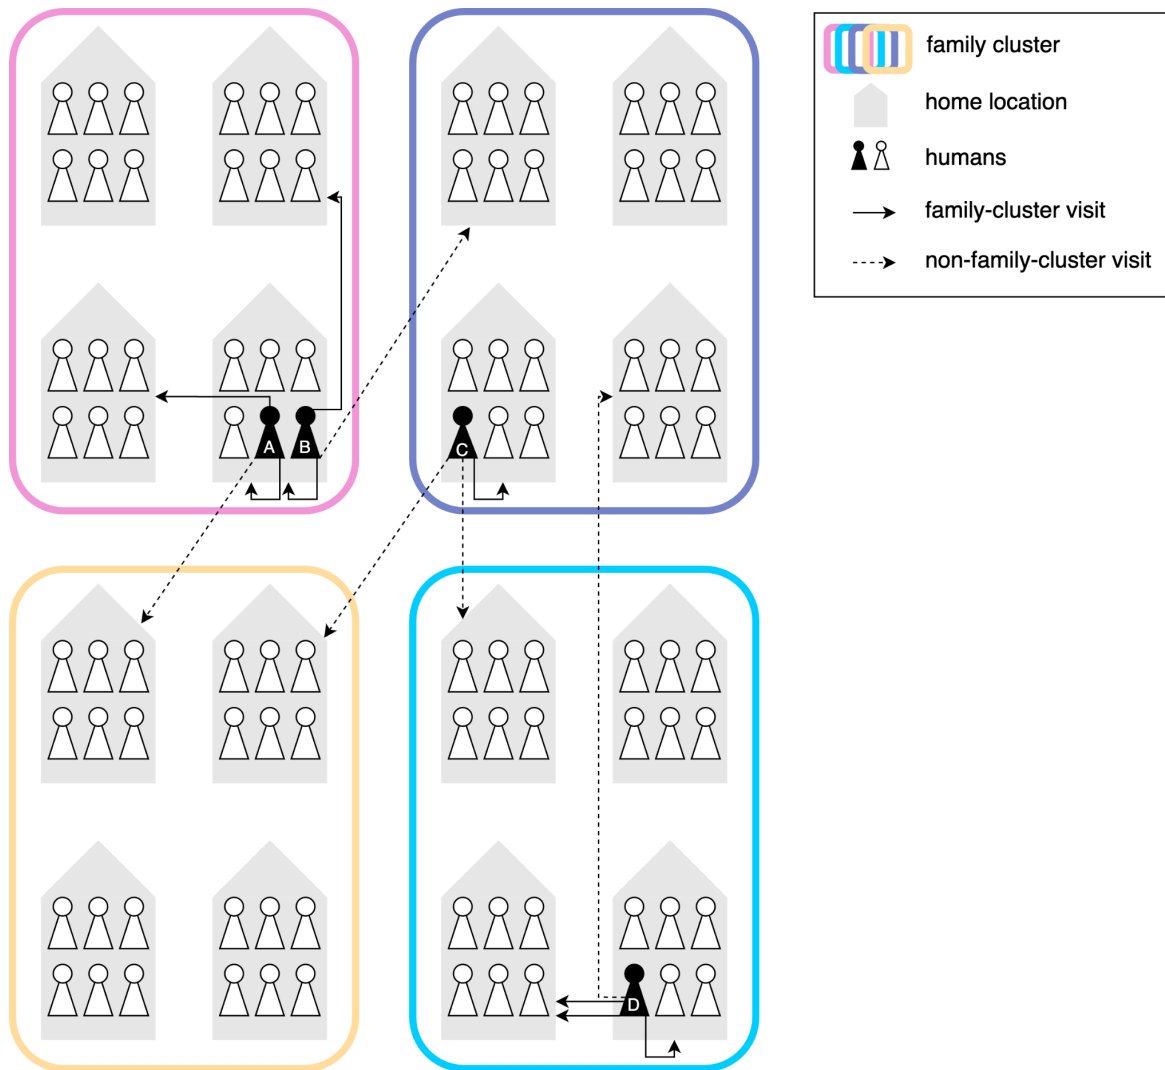 family cluster
home location
humans
family-cluster visit
non-family-cluster visit
A
B
C
D